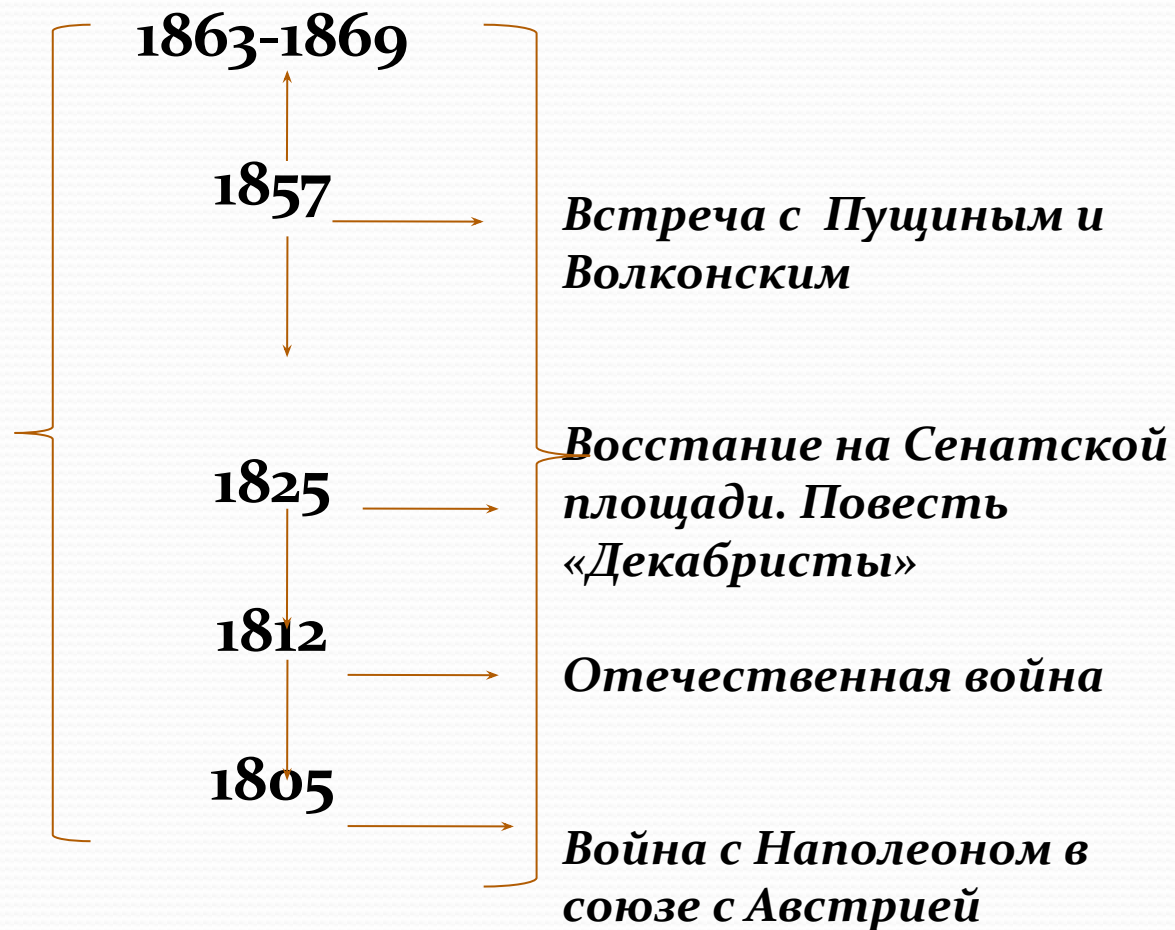 1863-1869
1857
Встреча с Пущиным и
Волконским
1825
Восстание на Сенатской
площади. Повесть
«Декабристы»
1812
Отечественная война
1805
Война с Наполеоном в
союзе с Австрией